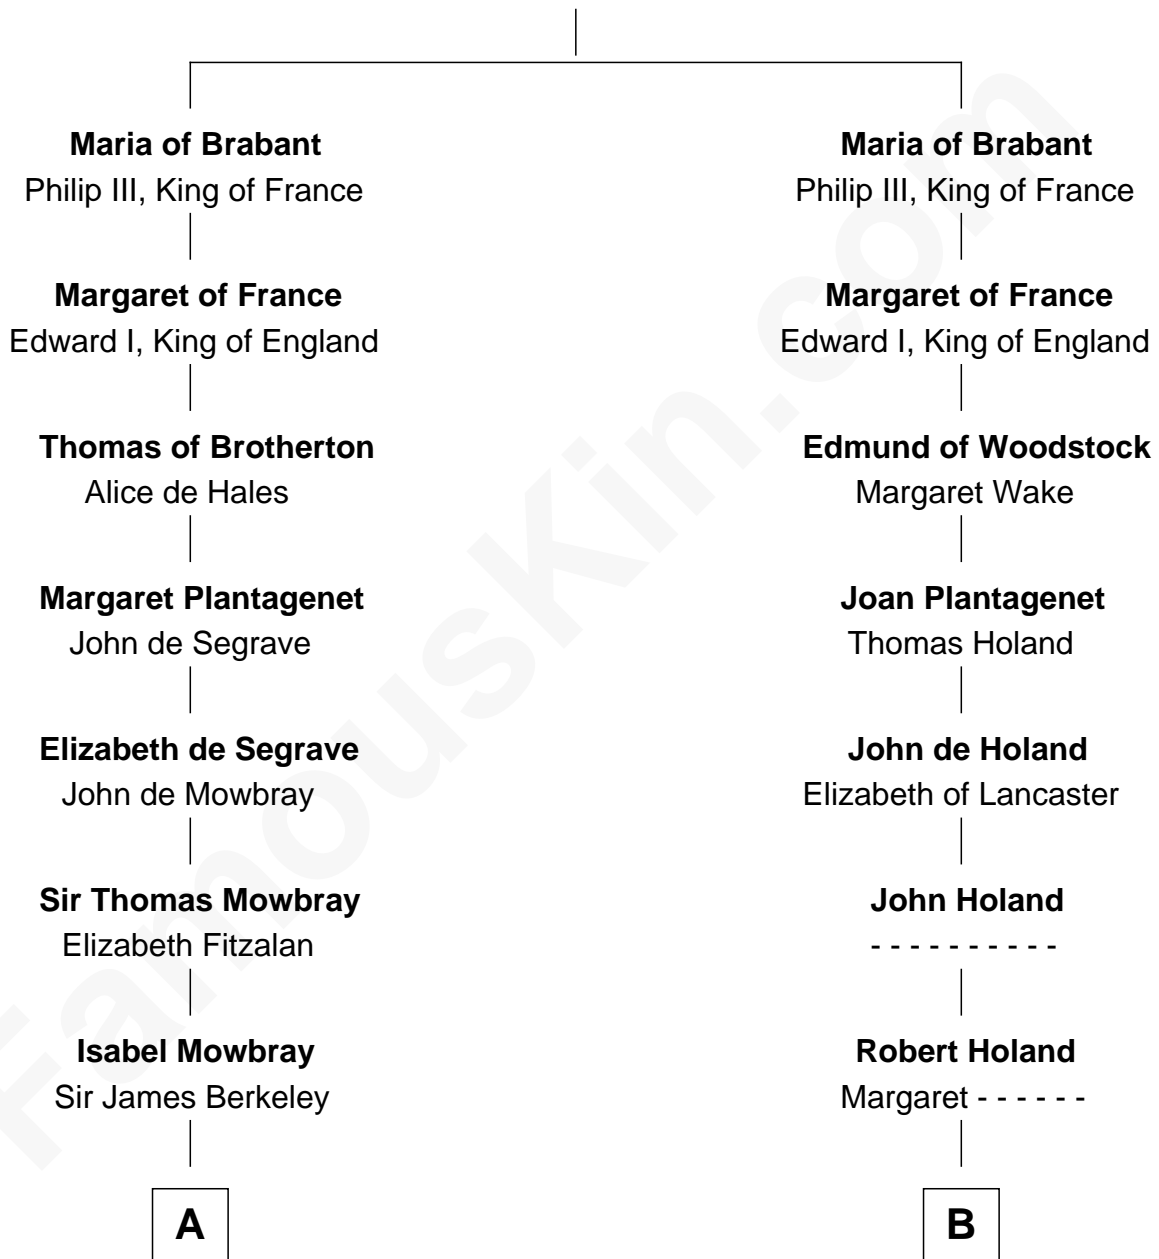 Maria of Brabant
Philip III, King of France
Margaret of France
Edward I, King of England
Thomas of Brotherton
Alice de Hales
Margaret Plantagenet
John de Segrave
Elizabeth de Segrave
John de Mowbray
Sir Thomas Mowbray
Elizabeth Fitzalan
Isabel Mowbray
Sir James Berkeley
A
Maria of Brabant
Philip III, King of France
Margaret of France
Edward I, King of England
Edmund of Woodstock
Margaret Wake
Joan Plantagenet
Thomas Holand
John de Holand
Elizabeth of Lancaster
John Holand
- - - - - - - - - -
Robert Holand
Margaret - - - - - -
B
FamousKin.com